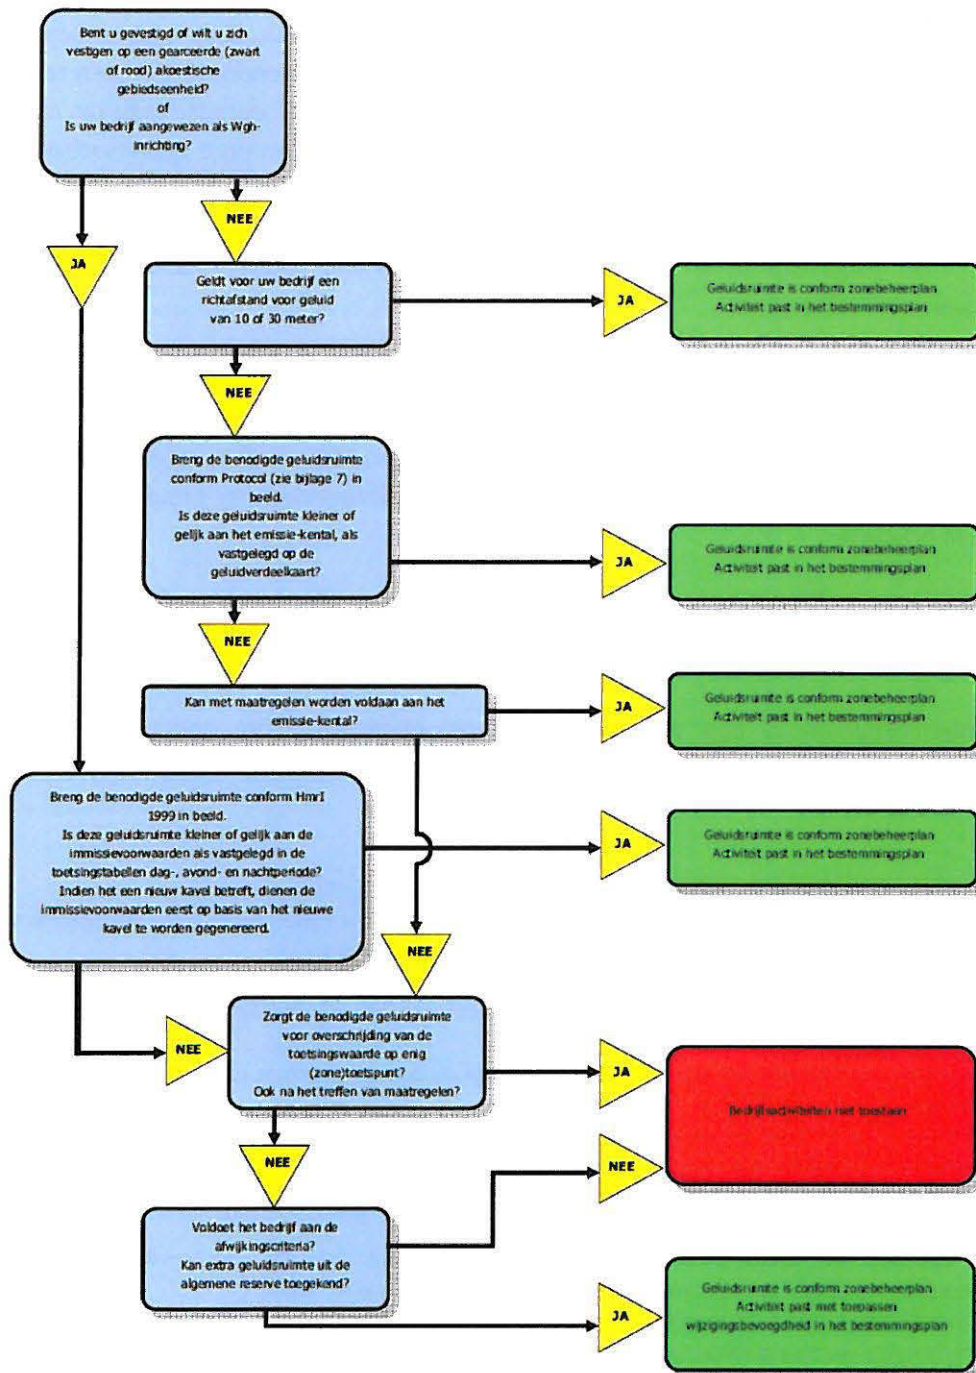 Bent u gevestigd of wilt u zich
vestigen op een gearceerde (zwart
of rood) akoestische
gebiedseenheid?
of
Is uw bedrijf aangewezen als Wgh-
inrichting?
NEE
JA
Geldt voor uw bedrijf een
richtafstand voor geluid
van 10 of 30 meter?
JA
Geluidsruimte is conform zonebeheerplan
Activiteit past in het bestemmingsplan
NEE
Breng de benodigde geluidsruimte
conform Protocol (zie bijlage 7) in
beeld.
Is deze geluidsruimte kleiner of
gelijk aan het emissie-kental, als
vastgelegd op de
geluidverdeelkaart?
JA
Geluidsruimte is conform zonebeheerplan
Activiteit past in het bestemmingsplan
NEE
Kan met maatregelen worden voldaan aan het
emissie-kental?
JA
Geluidsruimte is conform zonebeheerplan
Activiteit past in het bestemmingsplan
Breng de benodigde geluidsruimte conform HmrI
1999 in beeld.
Is deze geluidsruimte kleiner of gelijk aan de
immissievoorwaarden als vastgelegd in de
toetsingstabellen dag-, avond- en nachtperiode?
Indien het een nieuw kavel betreft, dienen de
immissievoorwaarden eerst op basis van het nieuwe
kavel te worden gegenereerd.
JA
Geluidsruimte is conform zonebeheerplan
Activiteit past in het bestemmingsplan
NEE
NEE
Zorgt de benodigde geluidsruimte
voor overschrijding van de
toetsingswaarde op enig
(zone)toetspunt?
Ook na het treffen van maatregelen?
JA
Bedrijfsactiviteiten niet toestaan
NEE
NEE
Voldoet het bedrijf aan de
afwijkingscriteria?
Kan extra geluidsruimte uit de
algemene reserve toegekend?
JA
Geluidsruimte is conform zonebeheerplan
Activiteit past met toepassen
wijzigingsbevoegdheid in het bestemmingsplan